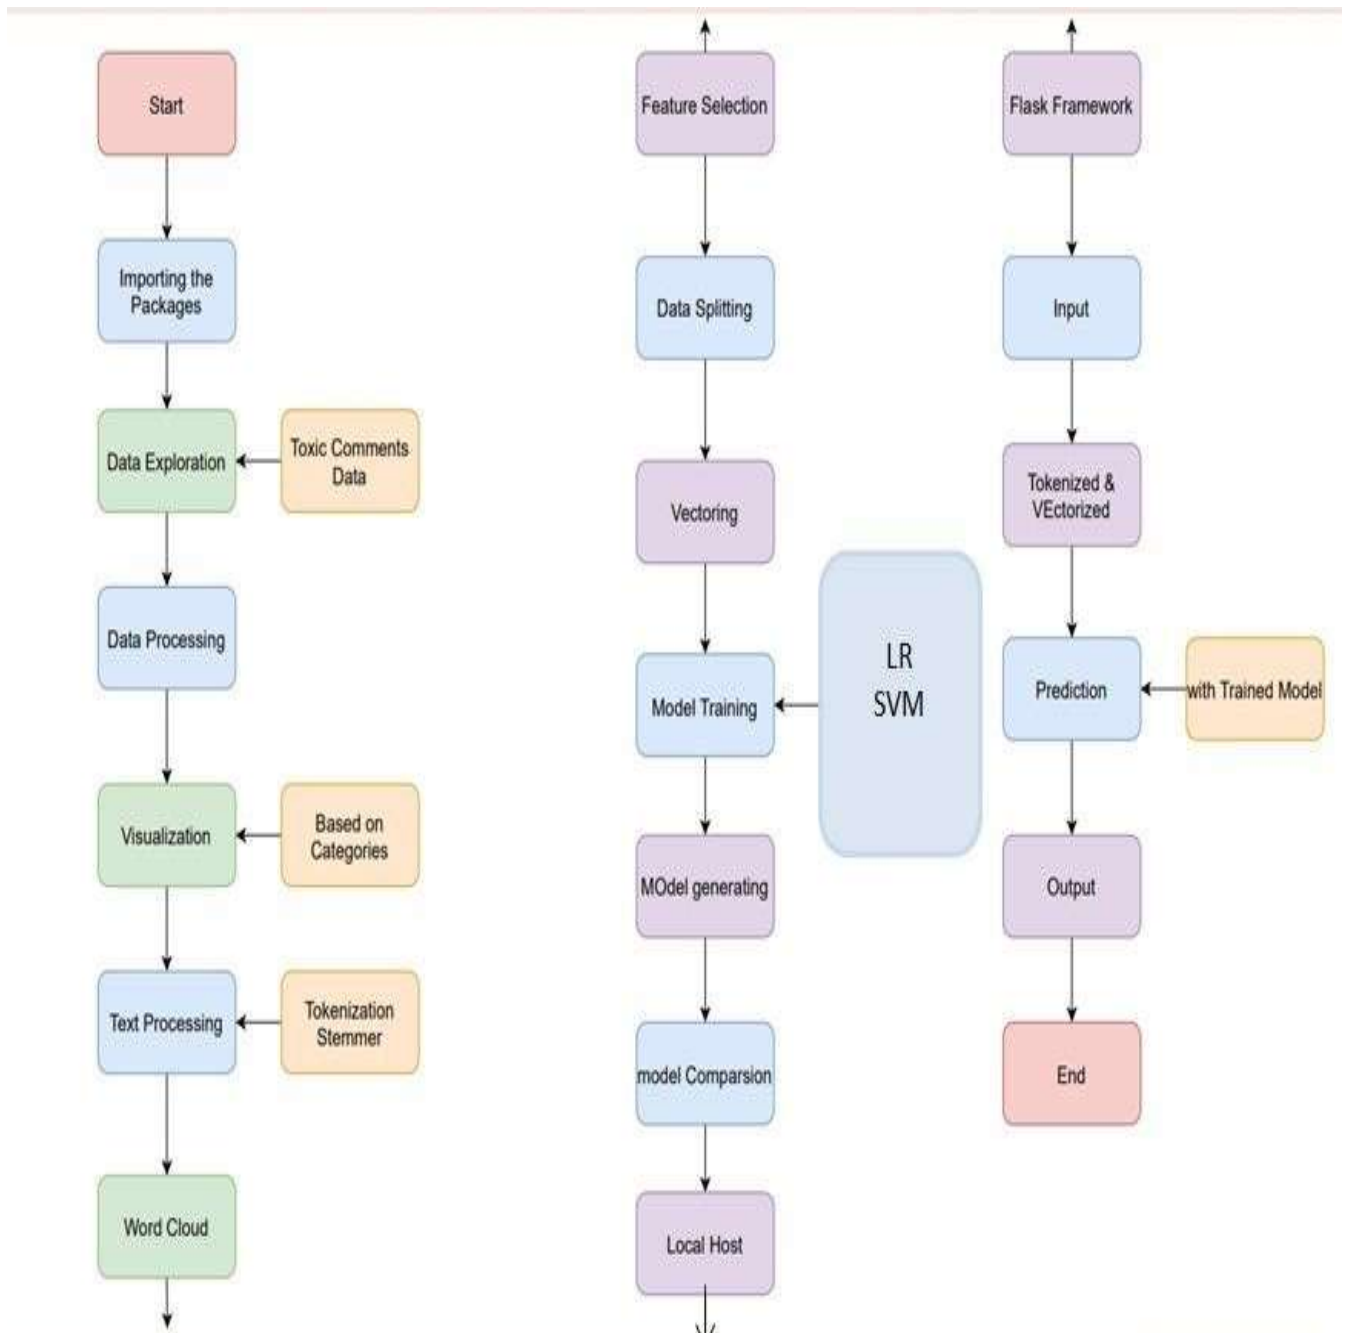 Start
Importing the
Packages
Data Exploration
Toxic Comments
Data
Data Processing
Visualization
Based on
Categories
Text Processing
Tokenization
Stemmer
Word Cloud
Feature Selection
Data Splitting
Vectoring
Model Training
LR
SVM
MOdel generating
model Comparsion
Local Host
Flask Framework
Input
Tokenized &
VEctorized
Prediction
with Trained Model
Output
End